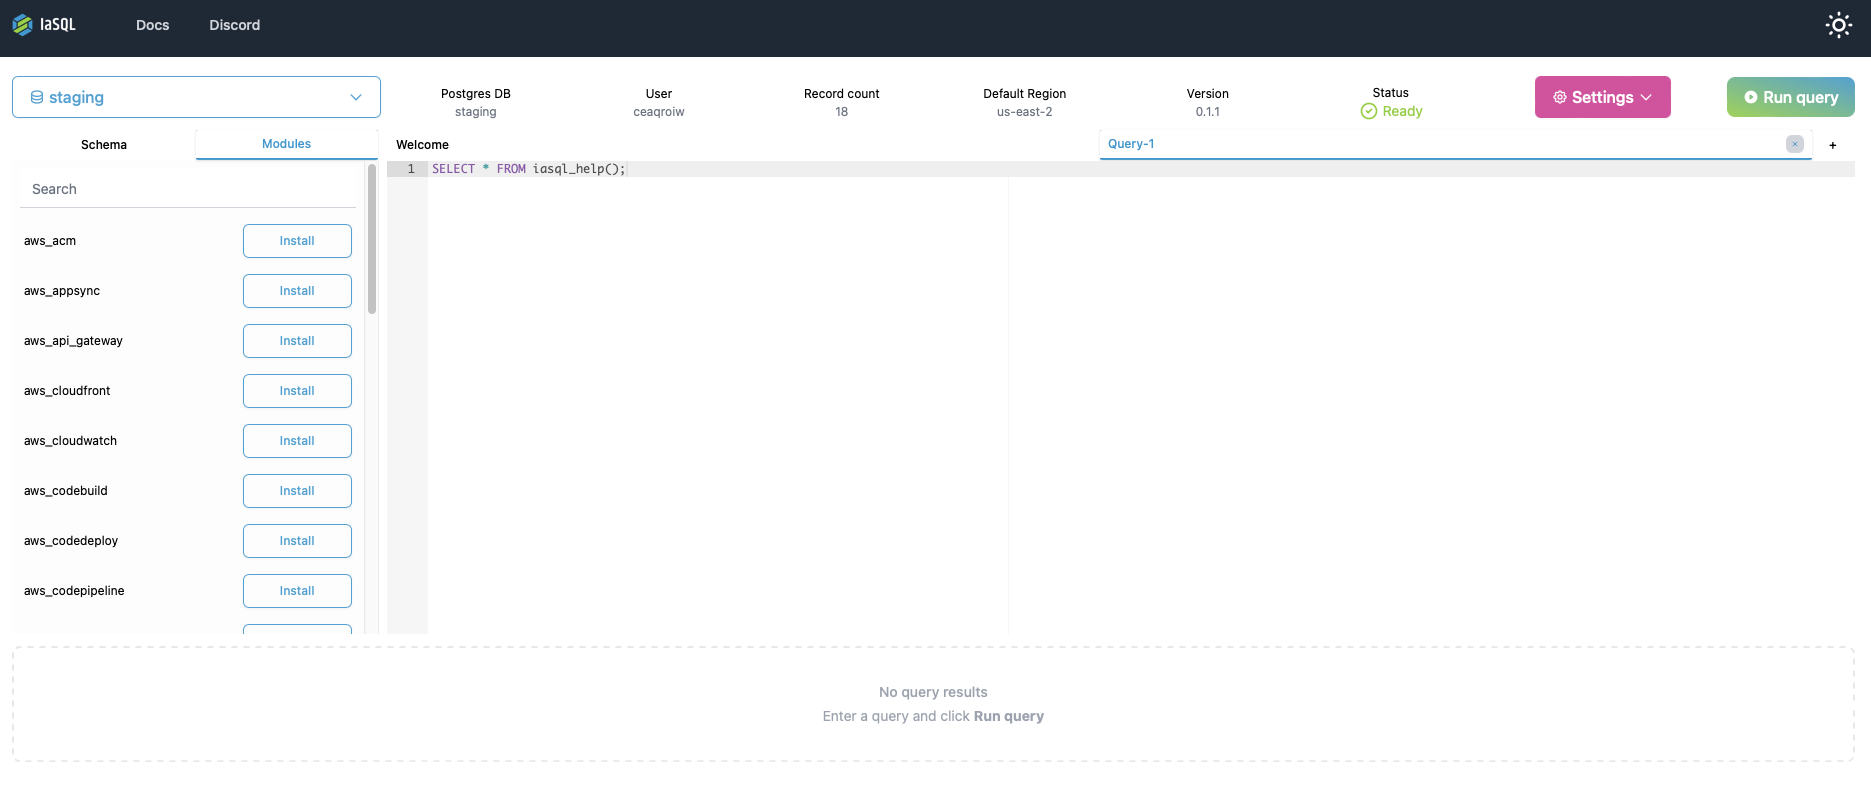 IaSQL Docs Discord
staging
Postgres DB User Record count Default Region Version Status
staging ceaqroiw 18 us-east-2 0.1.1 Ready
Settings
Run query
Schema Modules Welcome Query-1 × +
Search
1 SELECT * FROM iasql_help();
aws_acm Install
aws_appsync Install
aws_api_gateway Install
aws_cloudfront Install
aws_cloudwatch Install
aws_codebuild Install
aws_codedeploy Install
aws_codepipeline Install
No query results
Enter a query and click Run query